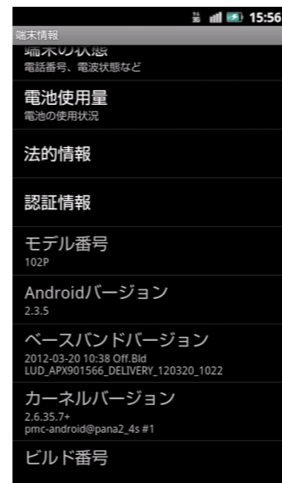 15:56
端末情報
端末の状態
電話番号、電波状態など
電池使用量
電池の使用状況
法的情報
認証情報
モデル番号
102P
Androidバージョン
2.3.5
ベースバンドバージョン
2012-03-20 10:38 Off.Bld
LUD_APX901566_DELIVERY_120320_1022
カーネルバージョン
2.6.35.7+
pmc-android@pana2_4s #1
ビルド番号